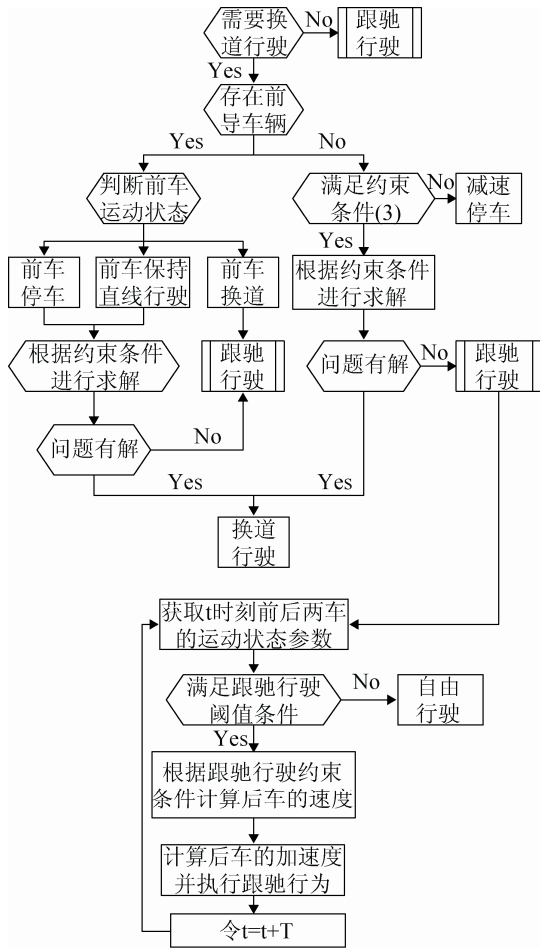 需要换
道行驶
No
跟驰
行驶
Yes
存在前
导车辆
Yes
No
判断前车
运动状态
满足约束
条件(3)
No
减速
停车
Yes
前车
停车
前车保持
直线行驶
前车
换道
根据约束条件
进行求解
根据约束条件
进行求解
跟驰
行驶
问题有解
No
跟驰
行驶
问题有解
No
Yes
Yes
换道
行驶
获取t时刻前后两车
的运动状态参数
满足跟驰行驶
阈值条件
No
自由
行驶
Yes
根据跟驰行驶约束
条件计算后车的速度
计算后车的加速度
并执行跟驰行为
令t=t+T